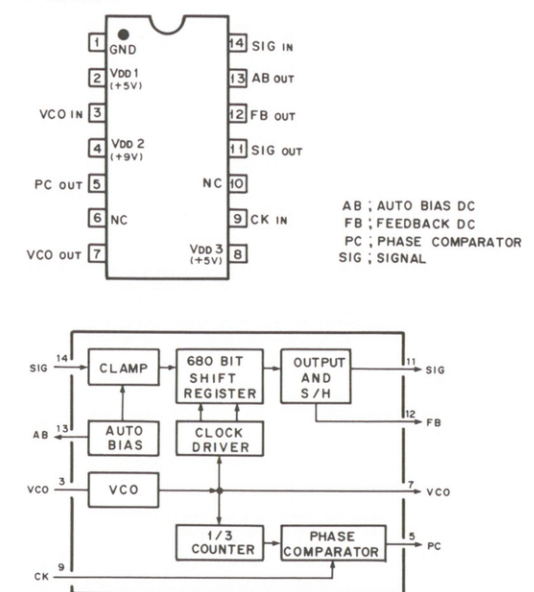 1 GND
2 VDD1 (+5V)
VCO IN 3
4 VDD 2 (+9V)
PC OUT 5
6 NC
VCO OUT 7
14 SIG IN
13 AB OUT
12 FB OUT
11 SIG OUT
NC 10
9 CK IN
VDD 3 (+5V) 8
AB ; AUTO BIAS DC
FB ; FEEDBACK DC
PC ; PHASE COMPARATOR
SIG ; SIGNAL
SIG 14
CLAMP
680 BIT
SHIFT
REGISTER
OUTPUT
AND
S/H
11 SIG
12 FB
AB 13
AUTO
BIAS
CLOCK
DRIVER
VCO 3
VCO
7 VCO
1/3
COUNTER
PHASE
COMPARATOR
5 PC
CK 9